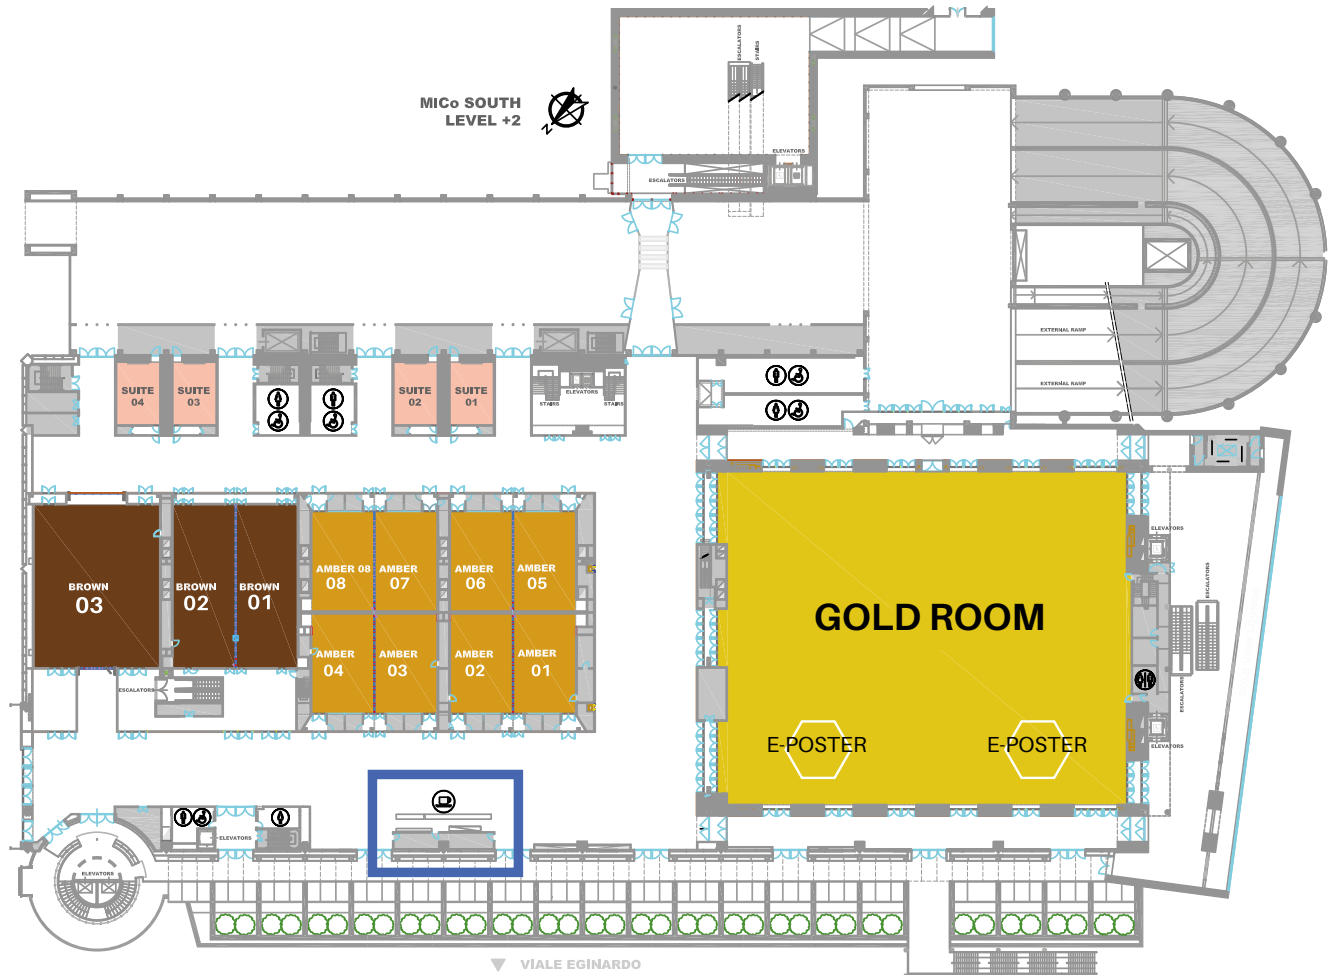 ESCALATORS
STAIRS
MICo SOUTH
LEVEL +2
N
ELEVATORS
ESCALATORS
EXTERNAL RAMP
EXTERNAL RAMP
SUITE
04
SUITE
03
SUITE
02
SUITE
01
ELEVATORS
STAIRS
STAIRS
BROWN
03
BROWN
02
BROWN
01
AMBER 08
08
AMBER
07
AMBER
06
AMBER
05
AMBER
04
AMBER
03
AMBER
02
AMBER
01
GOLD ROOM
E-POSTER
E-POSTER
ELEVATORS
ESCALATORS
ESCALATORS
ELEVATORS
ESCALATORS
ELEVATORS
ELEVATORS
VIALE EGINARDO